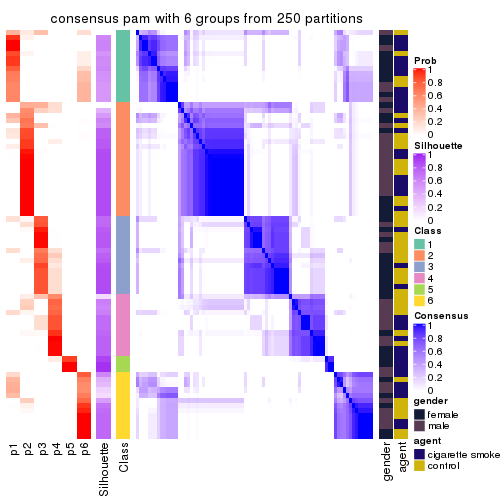 consensus pam with 6 groups from 250 partitions
Prob
1
0.8
0.6
0.4
0.2
0
Silhouette
1
0.8
0.6
0.4
0.2
0
Class
1
2
3
4
5
6
Consensus
1
0.8
0.6
0.4
0.2
0
gender
female
male
agent
cigarette smoke
control
p1
p2
p3
p4
p5
p6
Silhouette
Class
gender
agent